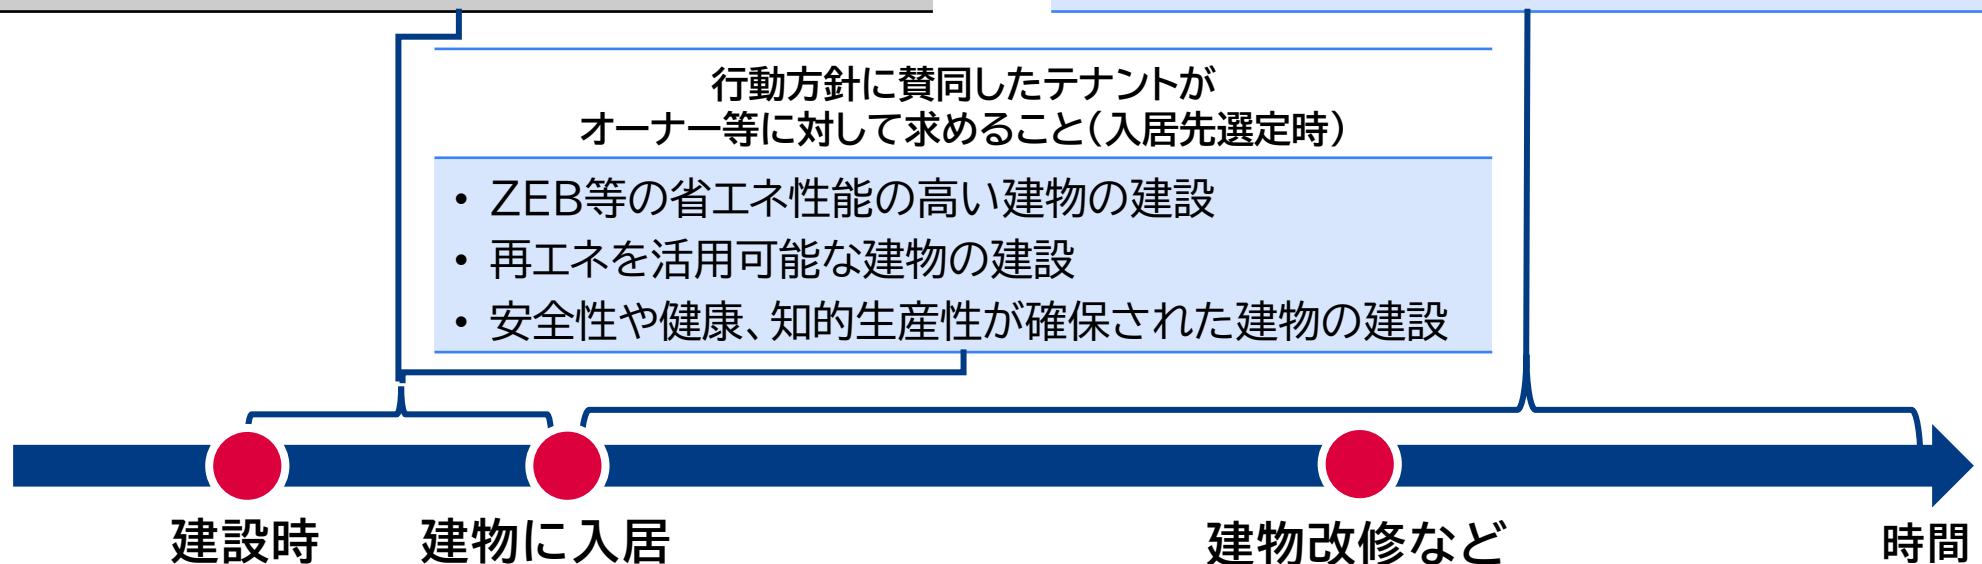 行動方針に賛同したテナントが
オーナー等に対して求めること(入居先選定時)
• ZEB等の省エネ性能の高い建物の建設
• 再エネを活用可能な建物の建設
• 安全性や健康、知的生産性が確保された建物の建設
建設時
建物に入居
建物改修など
時間